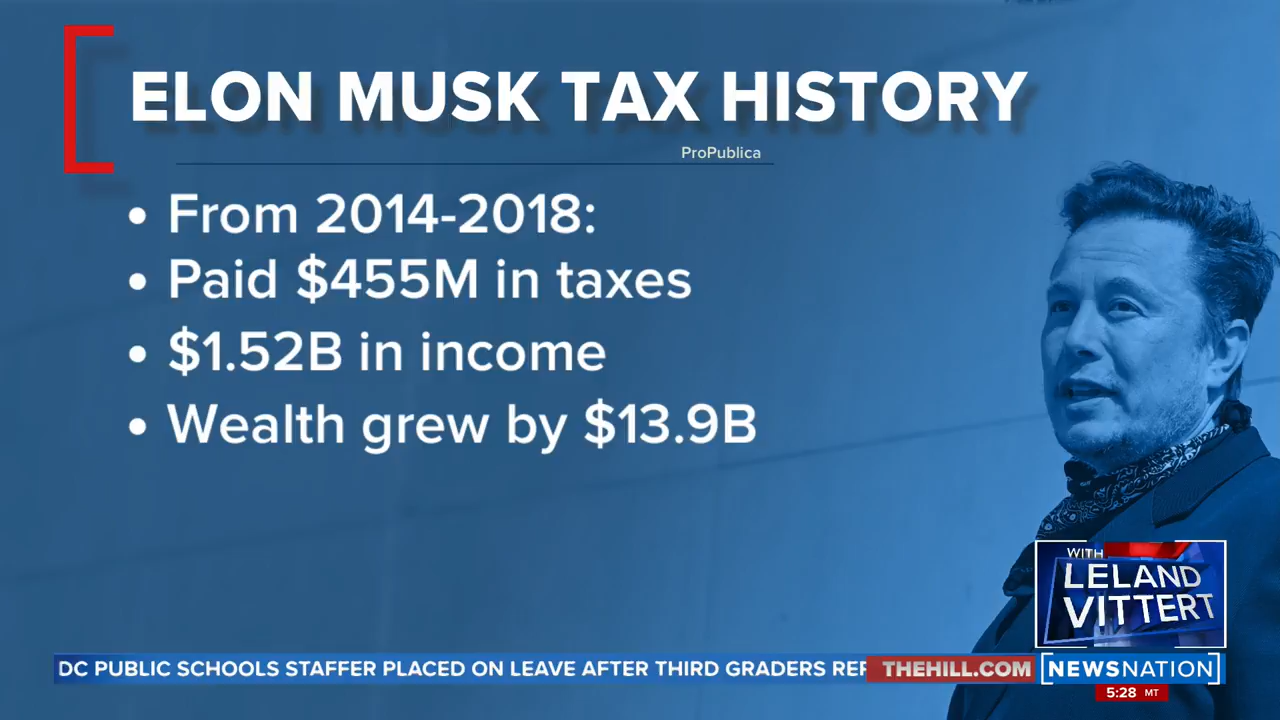 ELON MUSK TAX HISTORY
ProPublica
• From 2014-2018:
• Paid $455M in taxes
• $1.52B in income
• Wealth grew by $13.9B
WITH
LELAND
VITTERT
DC PUBLIC SCHOOLS STAFFER PLACED ON LEAVE AFTER THIRD GRADERS
THEHILL.COM
NEWSNATION
5:28 MT